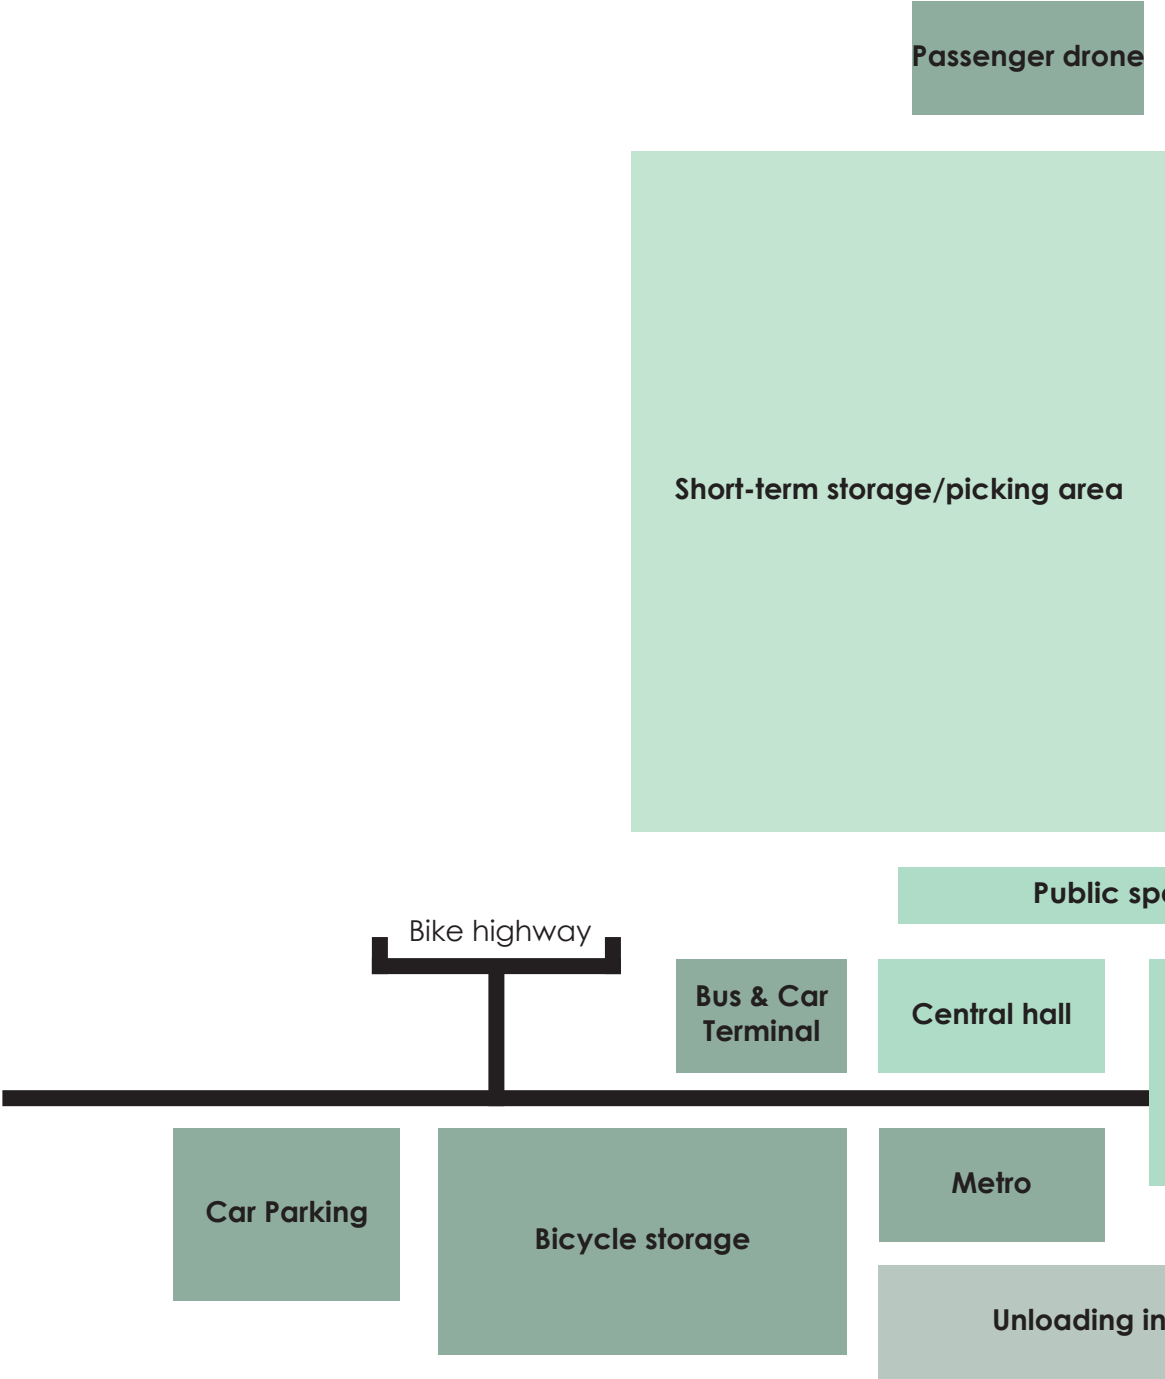 Passenger drone
Short-term storage/picking area
Public
Bike highway
Bus & Car
Terminal
Central hall
Metro
Car Parking
Bicycle storage
Unloading in